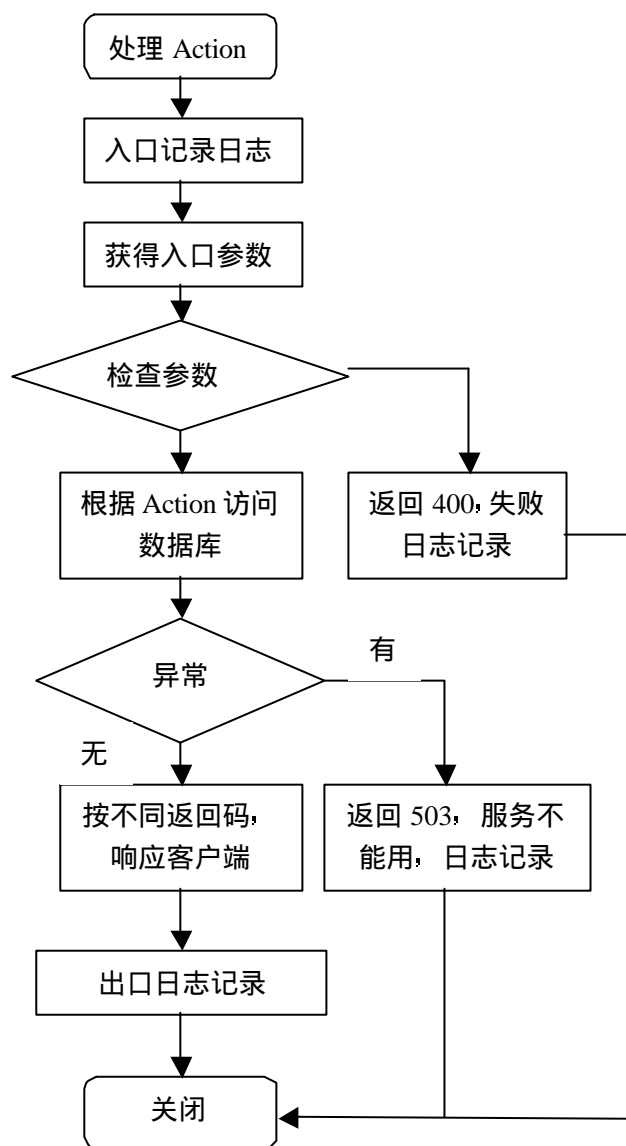 处理 Action
入口记录日志
获得入口参数
检查参数
根据 Action 访问
数据库
返回 400，失败
日志记录
异常
有
无
按不同返回码，
响应客户端
返回 503，服务不
能用，日志记录
出口日志记录
关闭